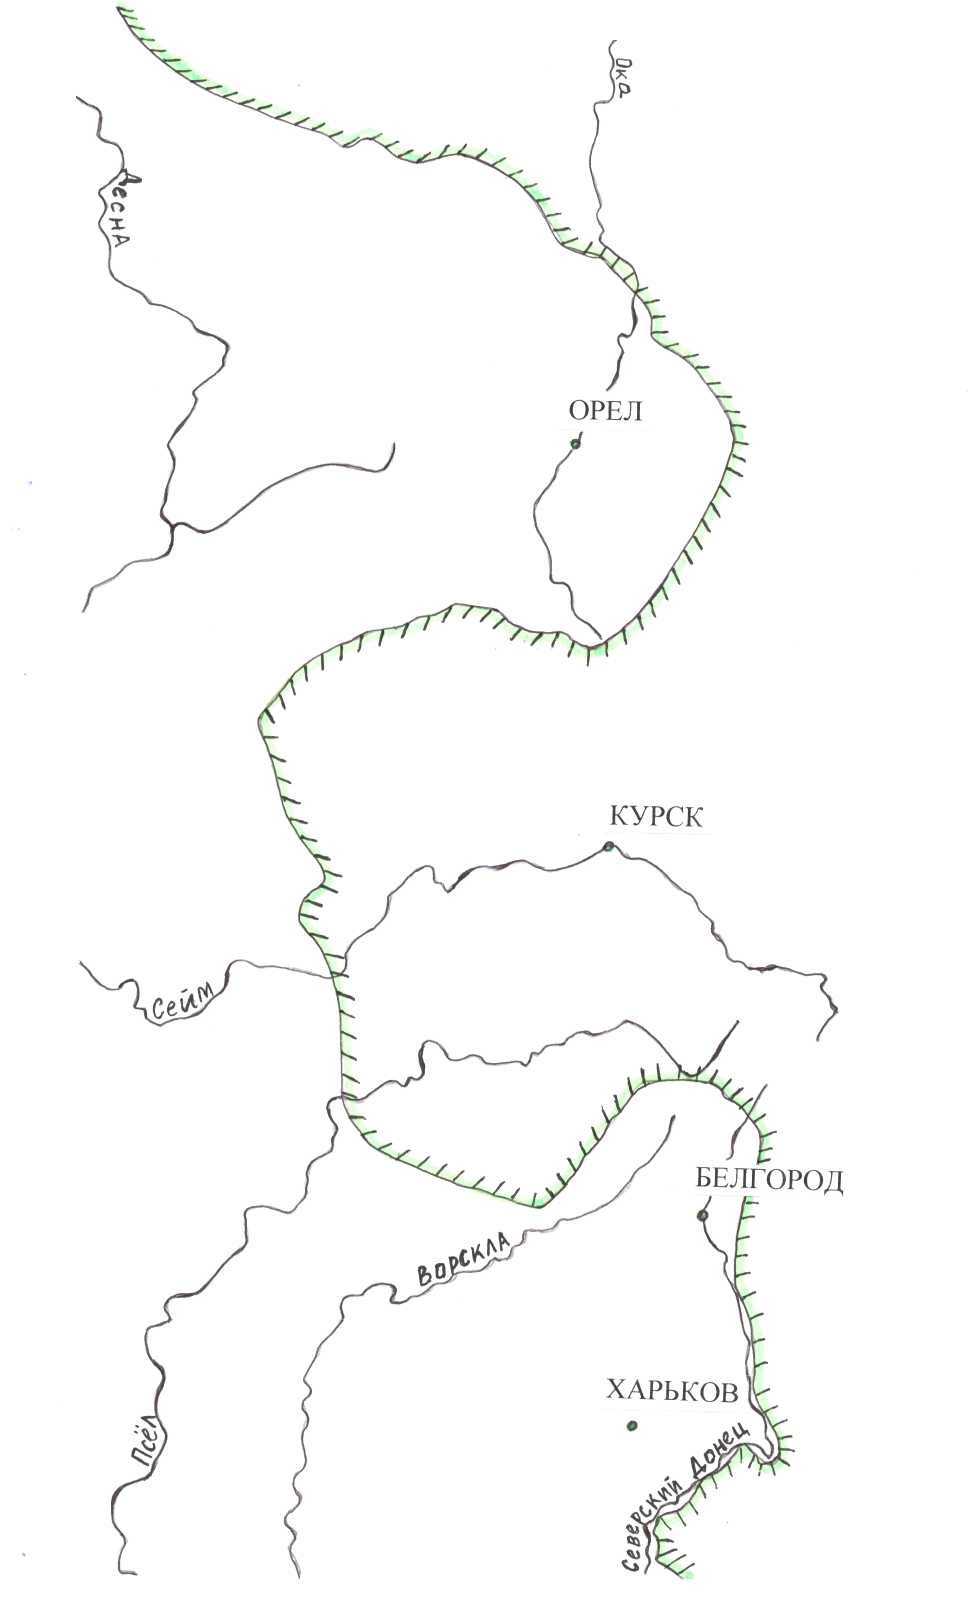 Ока
Десна
ОРЕЛ
КУРСК
Сейм
БЕЛГОРОД
ВОРСКЛА
ХАРЬКОВ
Псёл
Северский Донец